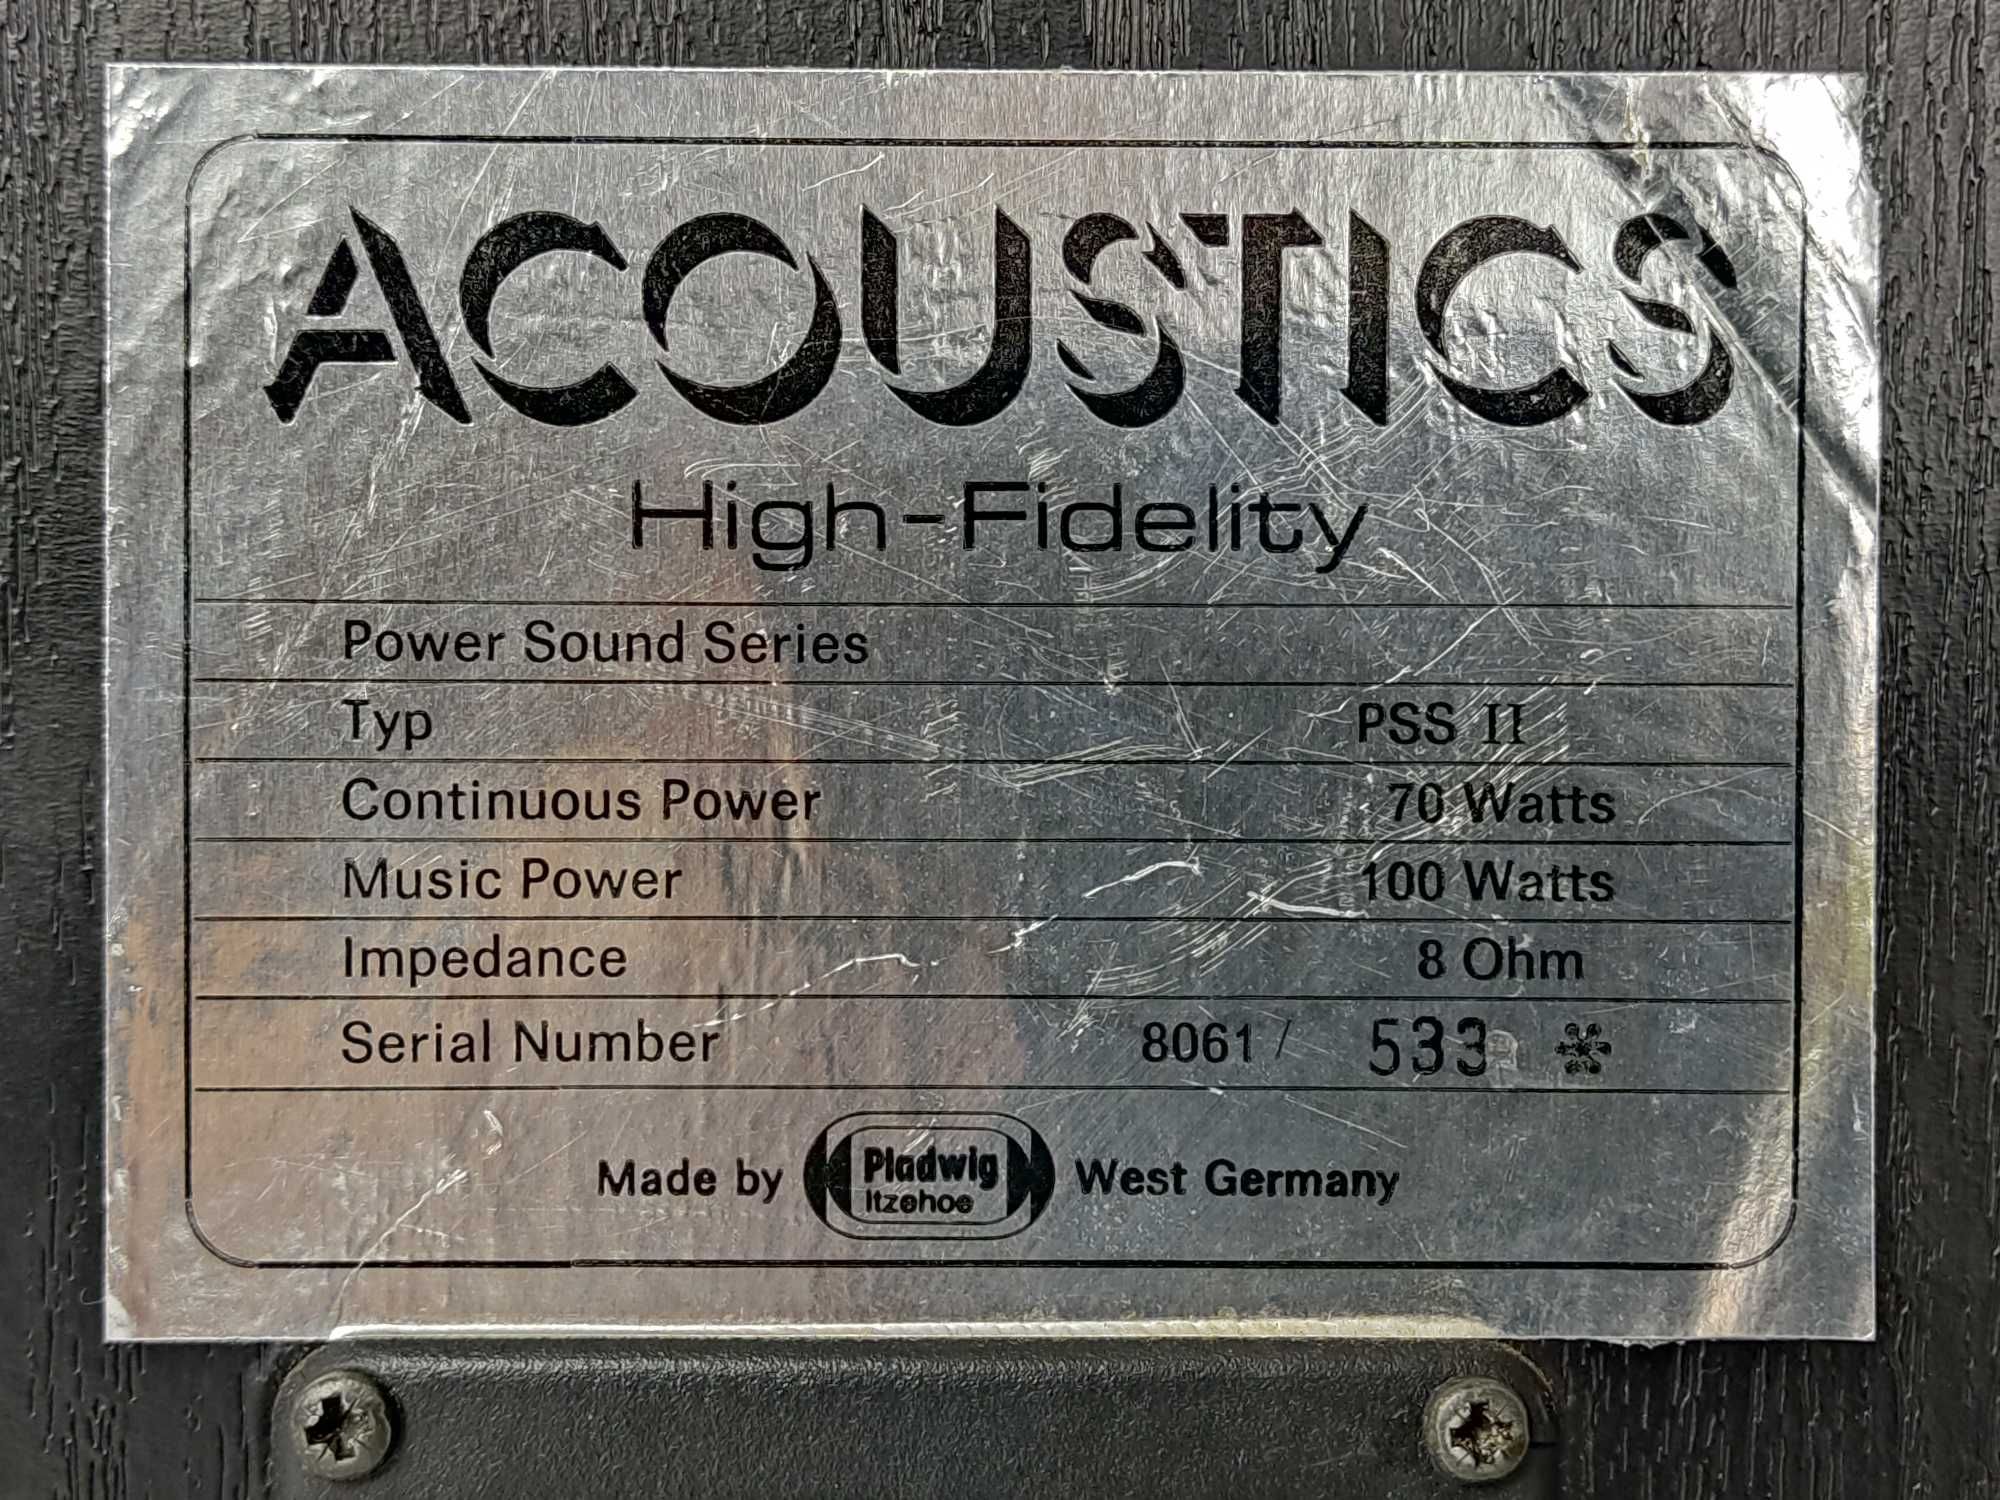 ACOUSTICS
High-Fidelity
Power Sound Series
Typ PSS II
Continuous Power 70 Watts
Music Power 100 Watts
Impedance 8 Ohm
Serial Number 8061 / 533 *
Made by Pladwig Itzehoe West Germany